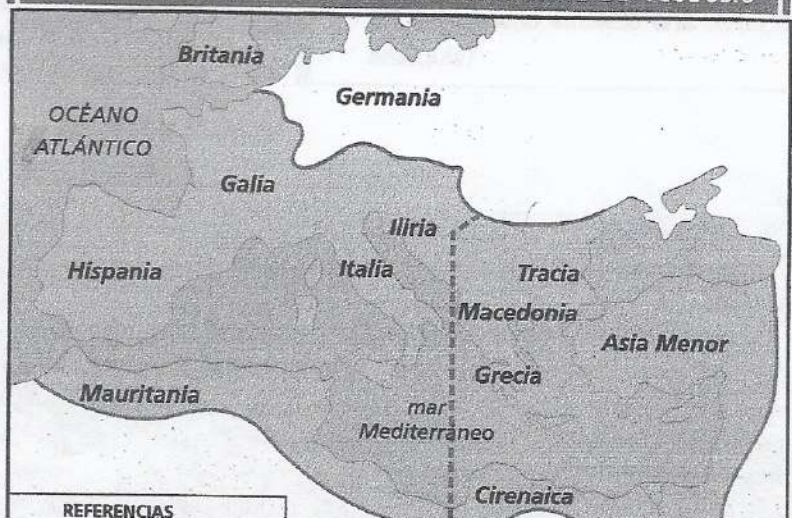 Britania
Germania
OCÉANO
ATLÁNTICO
Galia
Iliria
Hispania
Italia
Tracia
Macedonia
Asia Menor
Grecia
Mauritania
mar
Mediterráneo
Cirenaica
REFERENCIAS